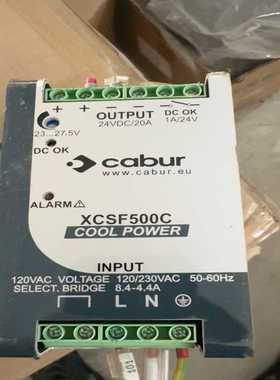 + + − − −
OUTPUT DC OK
24VDC/20A 1A/24V
23...27.5V
DC OK
cabur
www.cabur.eu
ALARM
XCSF500C
COOL POWER
INPUT
120VAC VOLTAGE 120/230VAC 50-60Hz
SELECT. BRIDGE 8.4-4.4A
L N
101